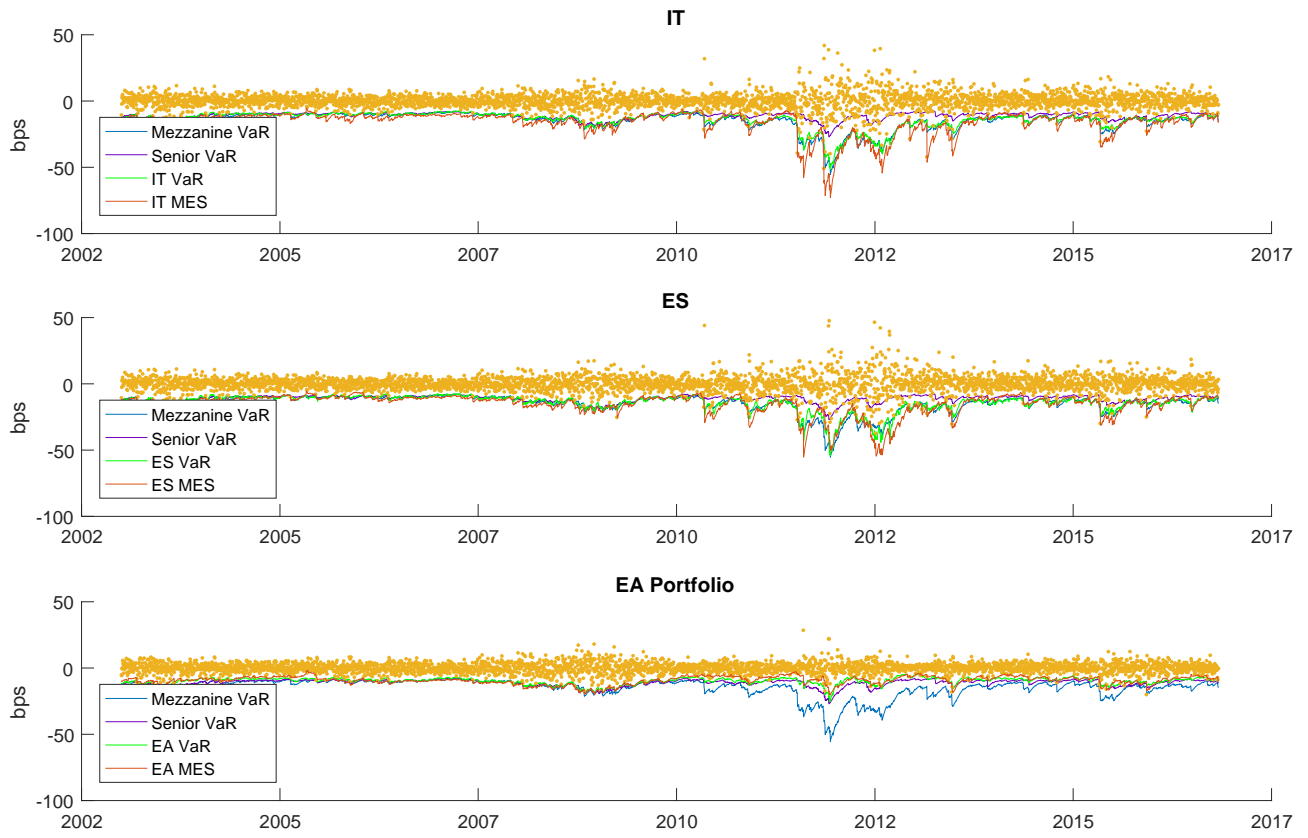 IT
50
0
-50
-100
bps
Mezzanine VaR
Senior VaR
IT VaR
IT MES
2002 2005 2007 2010 2012 2015 2017
ES
50
0
-50
-100
bps
Mezzanine VaR
Senior VaR
ES VaR
ES MES
2002 2005 2007 2010 2012 2015 2017
EA Portfolio
50
0
-50
-100
bps
Mezzanine VaR
Senior VaR
EA VaR
EA MES
2002 2005 2007 2010 2012 2015 2017